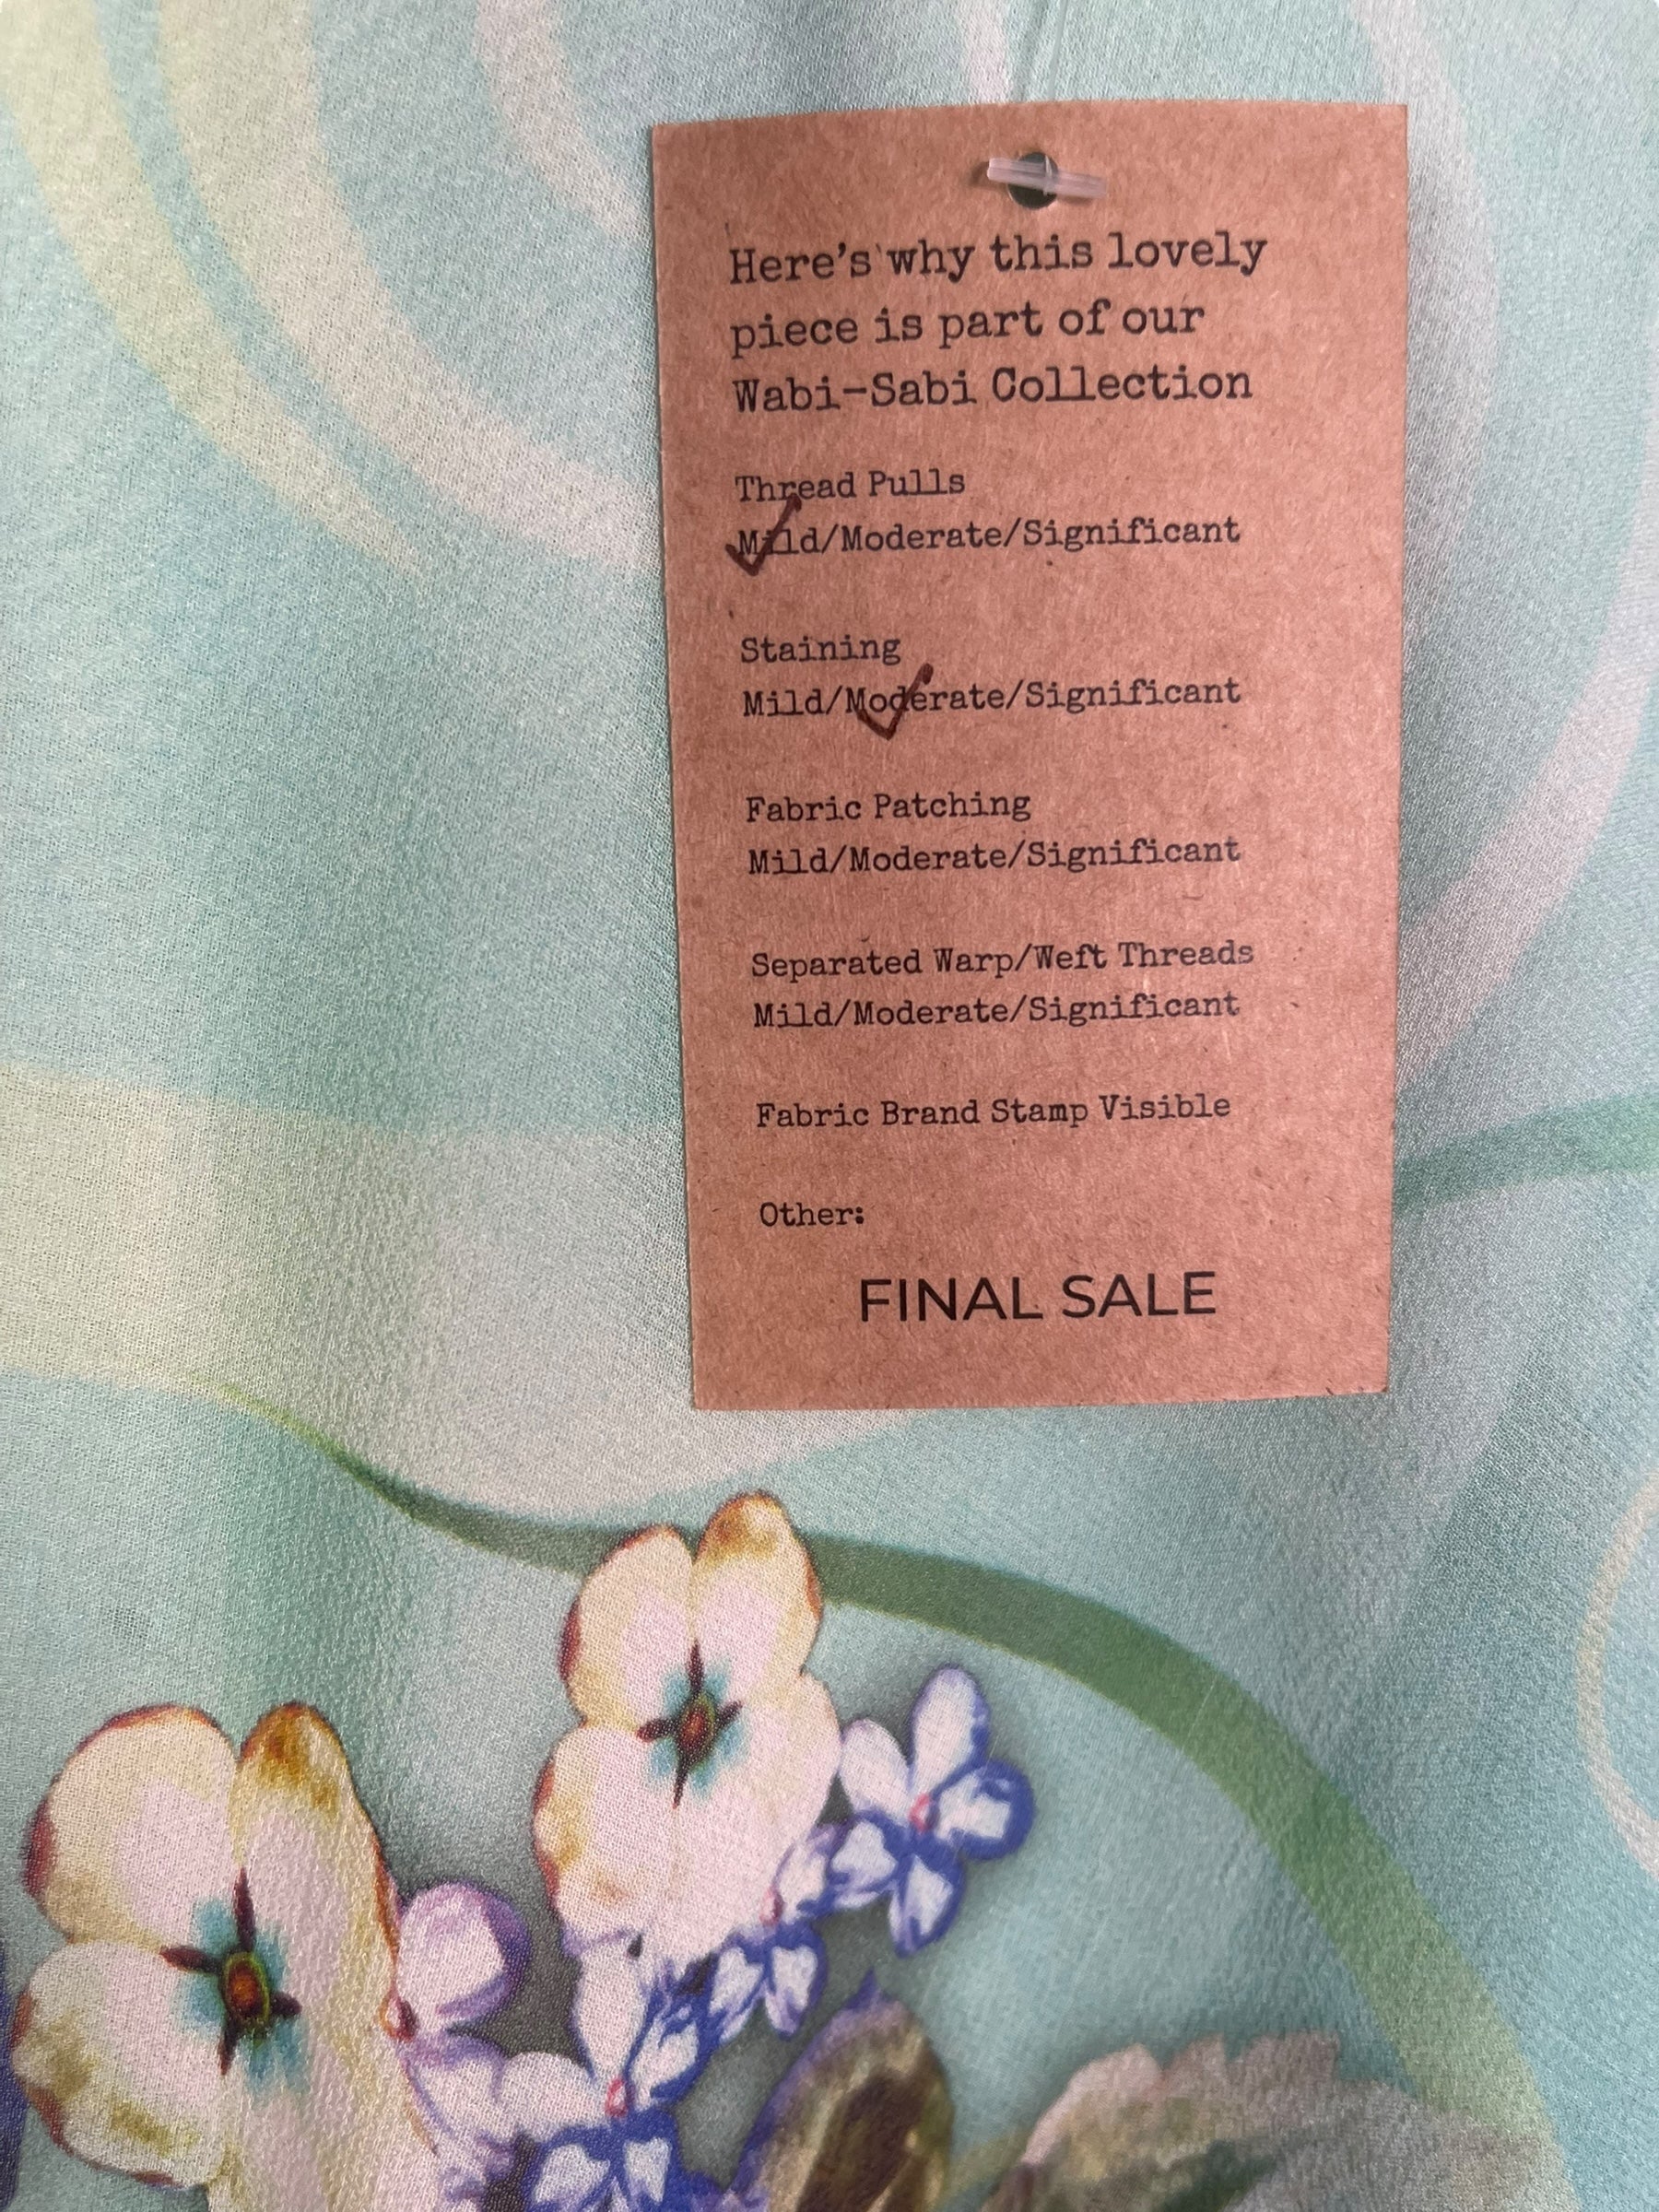 Here's why this lovely
piece is part of our
Wabi-Sabi Collection
Thread Pulls
Mild/Moderate/Significant
Staining
Mild/Moderate/Significant
Fabric Patching
Mild/Moderate/Significant
Separated Warp/Weft Threads
Mild/Moderate/Significant
Fabric Brand Stamp Visible
Other:
FINAL SALE